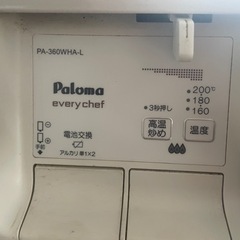 PA-360WHA-L
Paloma
every chef
200℃
180
160
•3秒押し
高温
炒め
温度
電池交換
アルカリ単1×2